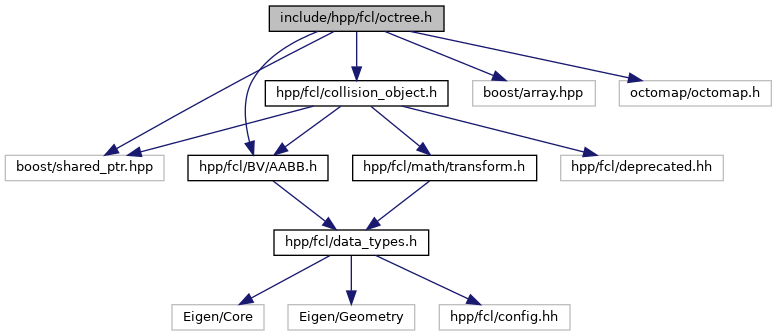 include/hpp/fcl/octree.h
hpp/fcl/collision_object.h
boost/array.hpp
octomap/octomap.h
boost/shared_ptr.hpp
hpp/fcl/BV/AABB.h
hpp/fcl/math/transform.h
hpp/fcl/deprecated.hh
hpp/fcl/data_types.h
Eigen/Core
Eigen/Geometry
hpp/fcl/config.hh